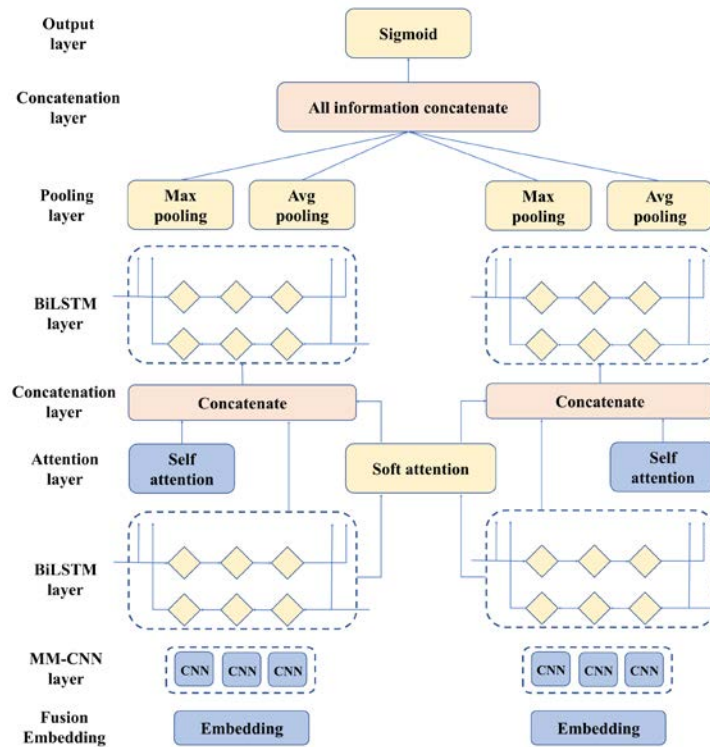 Output
layer
Sigmoid
Concatenation
layer
All information concatenate
Pooling
layer
Max
pooling
Avg
pooling
Max
pooling
Avg
pooling
BiLSTM
layer
Concatenation
layer
Concatenate
Concatenate
Attention
layer
Self
attention
Soft attention
Self
attention
BiLSTM
layer
MM-CNN
layer
CNN CNN CNN
CNN CNN CNN
Fusion
Embedding
Embedding
Embedding